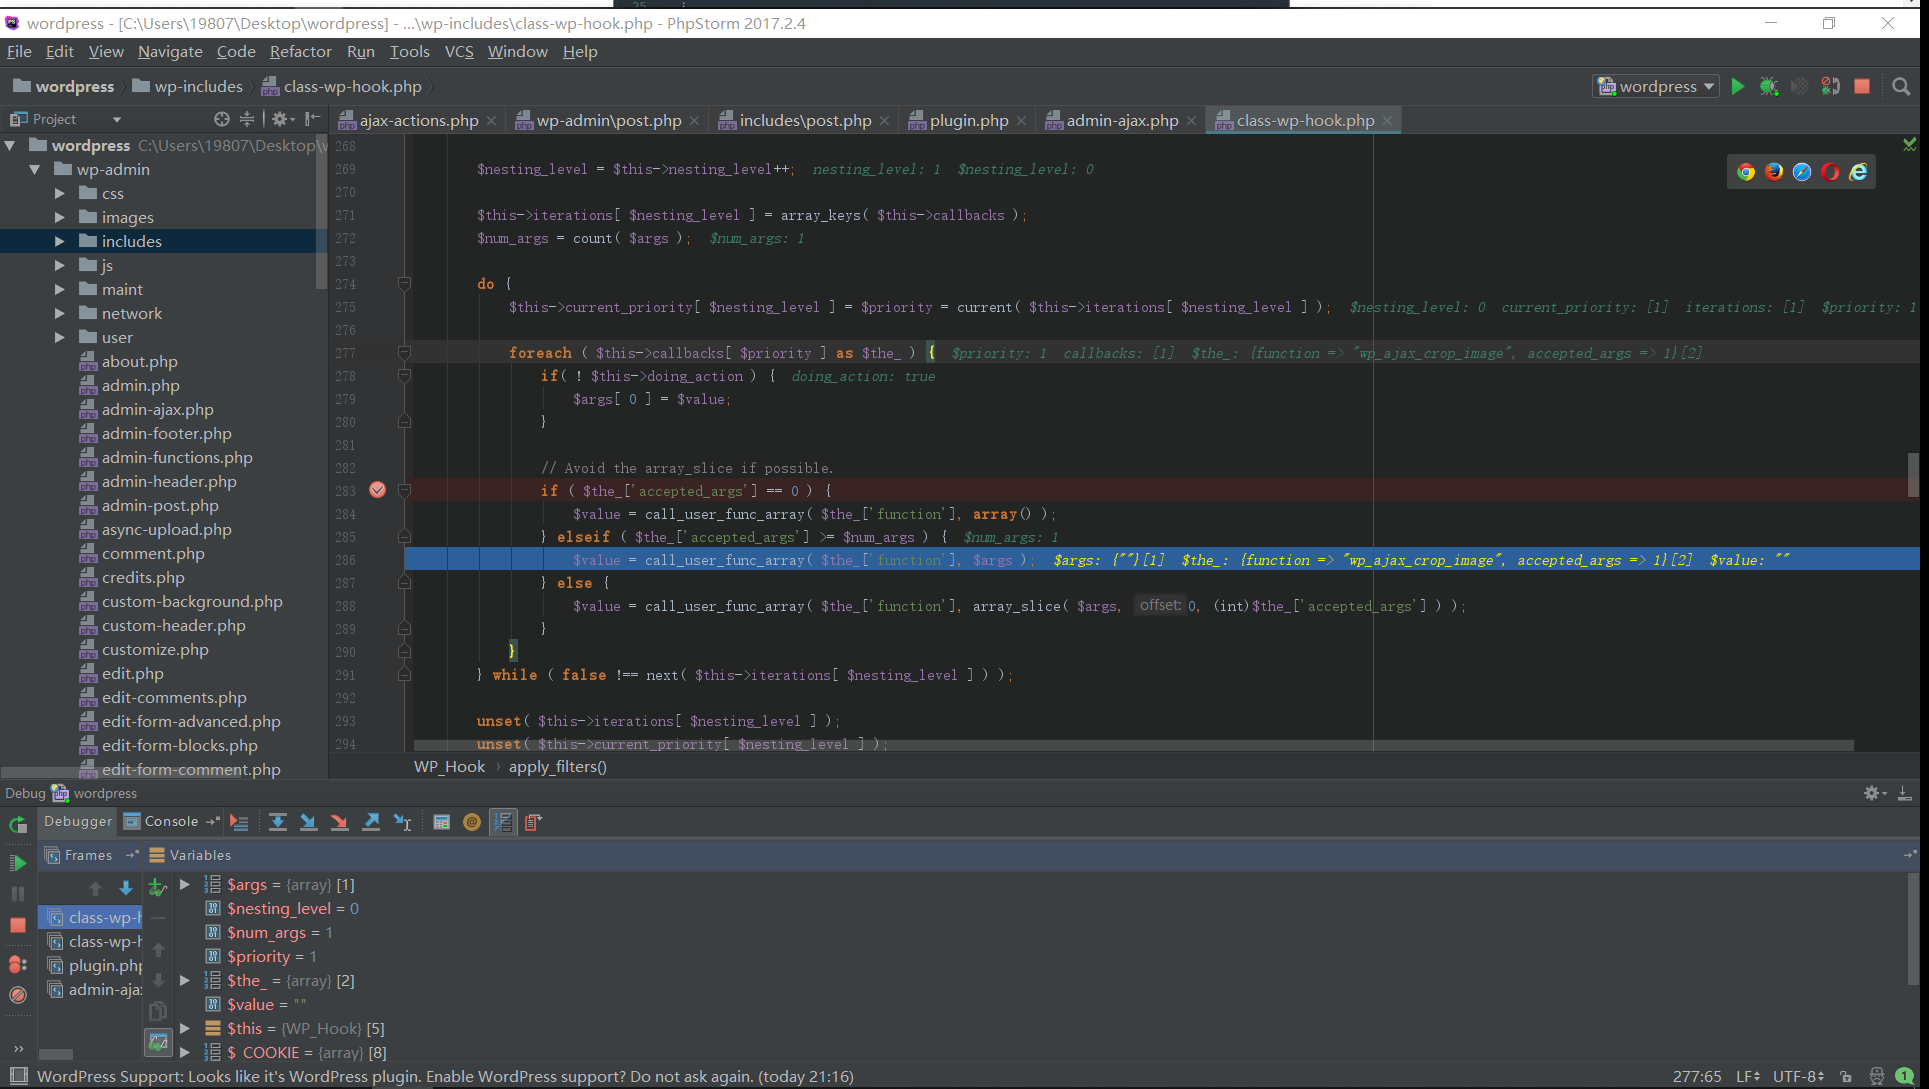 25
wordpress - [C:\Users\19807\Desktop\wordpress] - ...\wp-includes\class-wp-hook.php - PhpStorm 2017.2.4
File Edit View Navigate Code Refactor Run Tools VCS Window Help
wordpress wp-includes class-wp-hook.php wordpress
Project
ajax-actions.php wp-admin\post.php includes\post.php plugin.php admin-ajax.php class-wp-hook.php
wordpress C:\Users\19807\Desktop\w
wp-admin
css
images
includes
js
maint
network
user
about.php
admin.php
admin-ajax.php
admin-footer.php
admin-functions.php
admin-header.php
admin-post.php
async-upload.php
comment.php
credits.php
custom-background.php
custom-header.php
customize.php
edit.php
edit-comments.php
edit-form-advanced.php
edit-form-blocks.php
edit-form-comment.php
268
269 $nesting_level = $this->nesting_level++; nesting_level: 1 $nesting_level: 0
270
271 $this->iterations[ $nesting_level ] = array_keys( $this->callbacks );
272 $num_args = count( $args ); $num_args: 1
273
274 do {
275 $this->current_priority[ $nesting_level ] = $priority = current( $this->iterations[ $nesting_level ] ); $nesting_level: 0 current_priority: [1] iterations: [1] $priority: 1
276
277 foreach ( $this->callbacks[ $priority ] as $the_ ) { $priority: 1 callbacks: [1] $the_: {function => "wp_ajax_crop_image", accepted_args => 1}[2]
278 if( ! $this->doing_action ) { doing_action: true
279 $args[ 0 ] = $value;
280 }
281
282 // Avoid the array_slice if possible.
283 if ( $the_['accepted_args'] == 0 ) {
284 $value = call_user_func_array( $the_['function'], array() );
285 } elseif ( $the_['accepted_args'] >= $num_args ) { $num_args: 1
286 $value = call_user_func_array( $the_['function'], $args ); $args: {""}[1] $the_: {function => "wp_ajax_crop_image", accepted_args => 1}[2] $value: ""
287 } else {
288 $value = call_user_func_array( $the_['function'], array_slice( $args, offset: 0, (int)$the_['accepted_args'] ) );
289 }
290 }
291 } while ( false !== next( $this->iterations[ $nesting_level ] ) );
292
293 unset( $this->iterations[ $nesting_level ] );
294 unset( $this->current_priority[ $nesting_level ] );
WP_Hook › apply_filters()
Debug wordpress
Debugger Console
Frames Variables
class-wp-h
class-wp-h
plugin.php
admin-aja
$args = {array} [1]
$nesting_level = 0
$num_args = 1
$priority = 1
$the_ = {array} [2]
$value = ""
$this = {WP_Hook} [5]
$_COOKIE = {array} [8]
WordPress Support: Looks like it's WordPress plugin. Enable WordPress support? Do not ask again. (today 21:16) 277:65 LF UTF-8 1